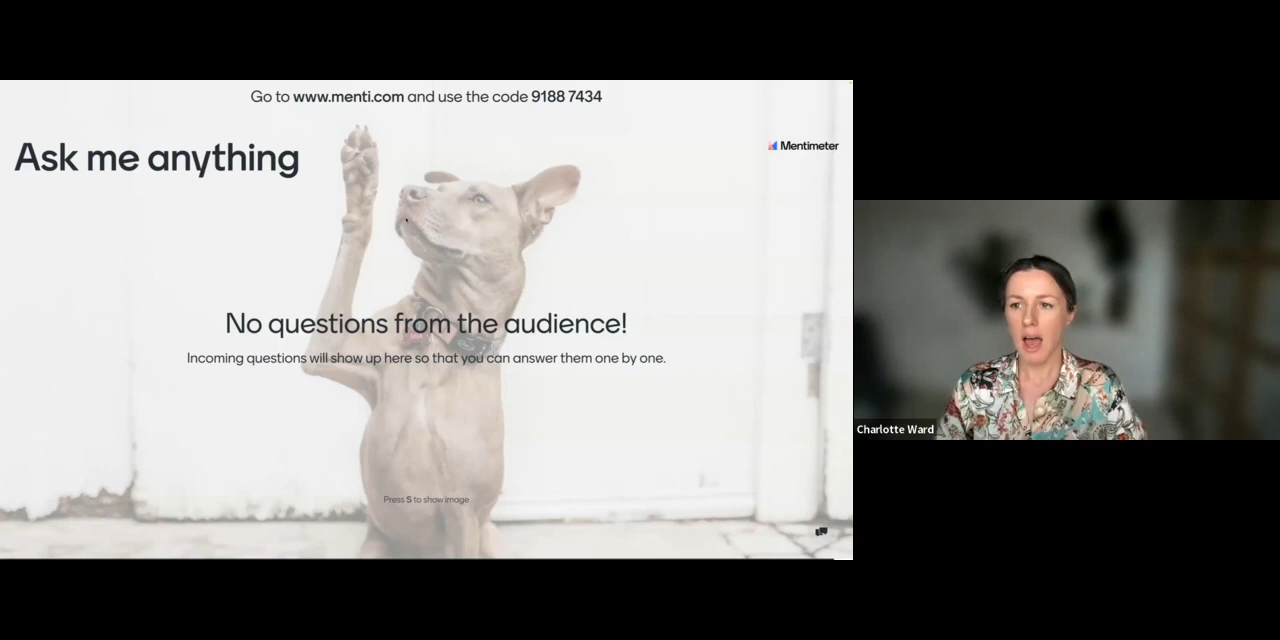 Go to www.menti.com and use the code 9188 7434
Ask me anything
Mentimeter
No questions from the audience!
Incoming questions will show up here so that you can answer them one by one.
Press S to show image
Charlotte Ward